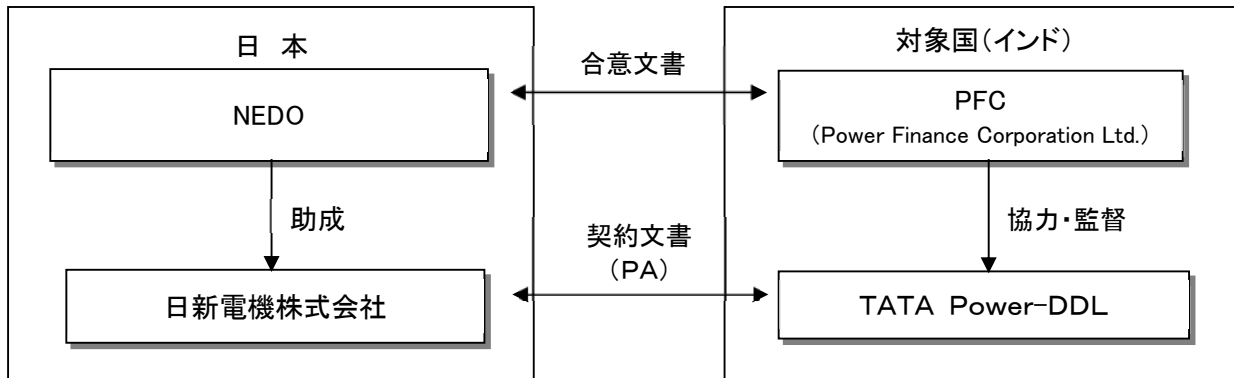 日 本
対象国(インド)
合意文書
NEDO
PFC
(Power Finance Corporation Ltd.)
助成
協力・監督
契約文書
(PA)
日新電機株式会社
TATA Power-DDL